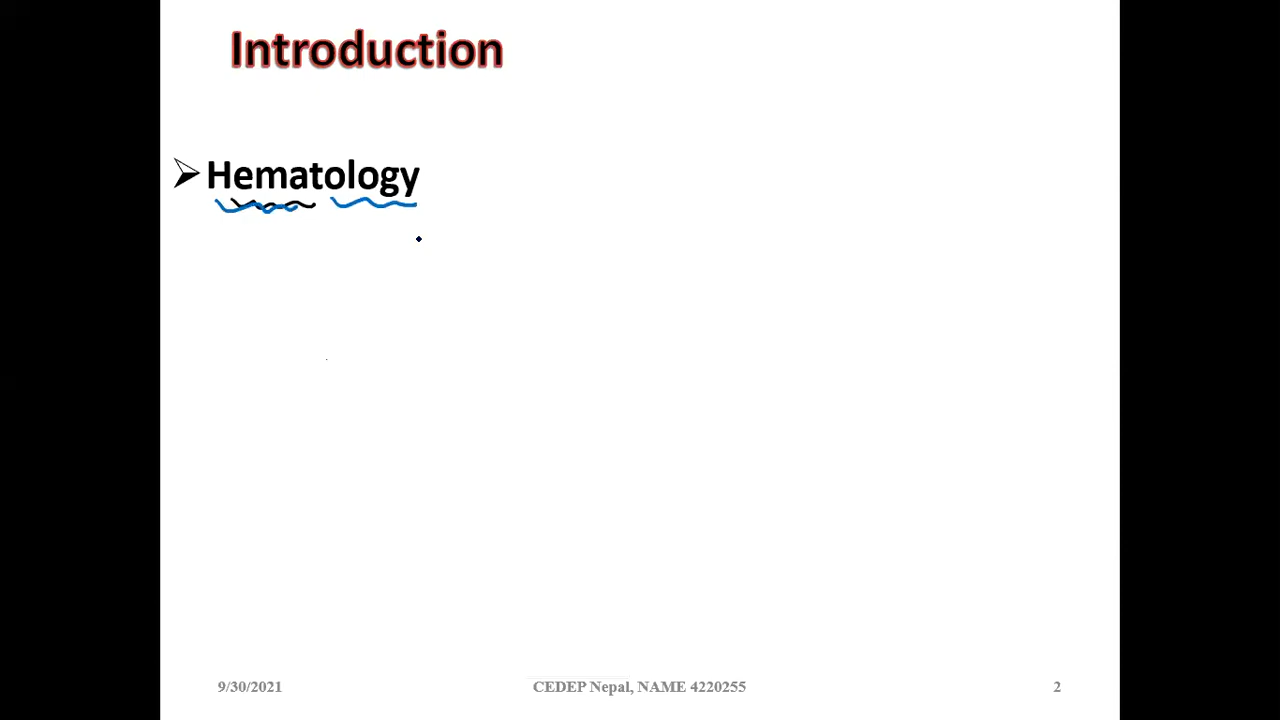 Introduction
Hematology
9/30/2021
CEDEP Nepal, NAME 4220255
2